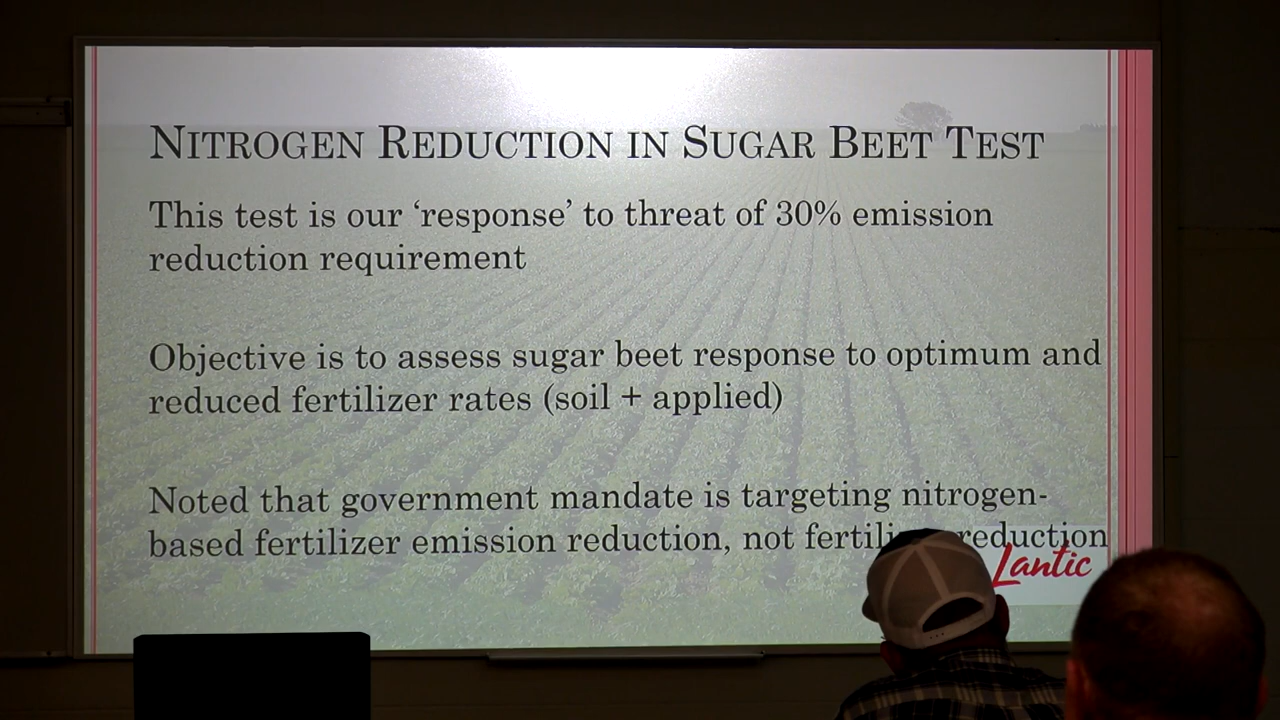 NITROGEN REDUCTION IN SUGAR BEET TEST
This test is our ‘response’ to threat of 30% emission
reduction requirement
Objective is to assess sugar beet response to optimum and
reduced fertilizer rates (soil + applied)
Noted that government mandate is targeting nitrogen-
based fertilizer emission reduction, not reduction
Lantic